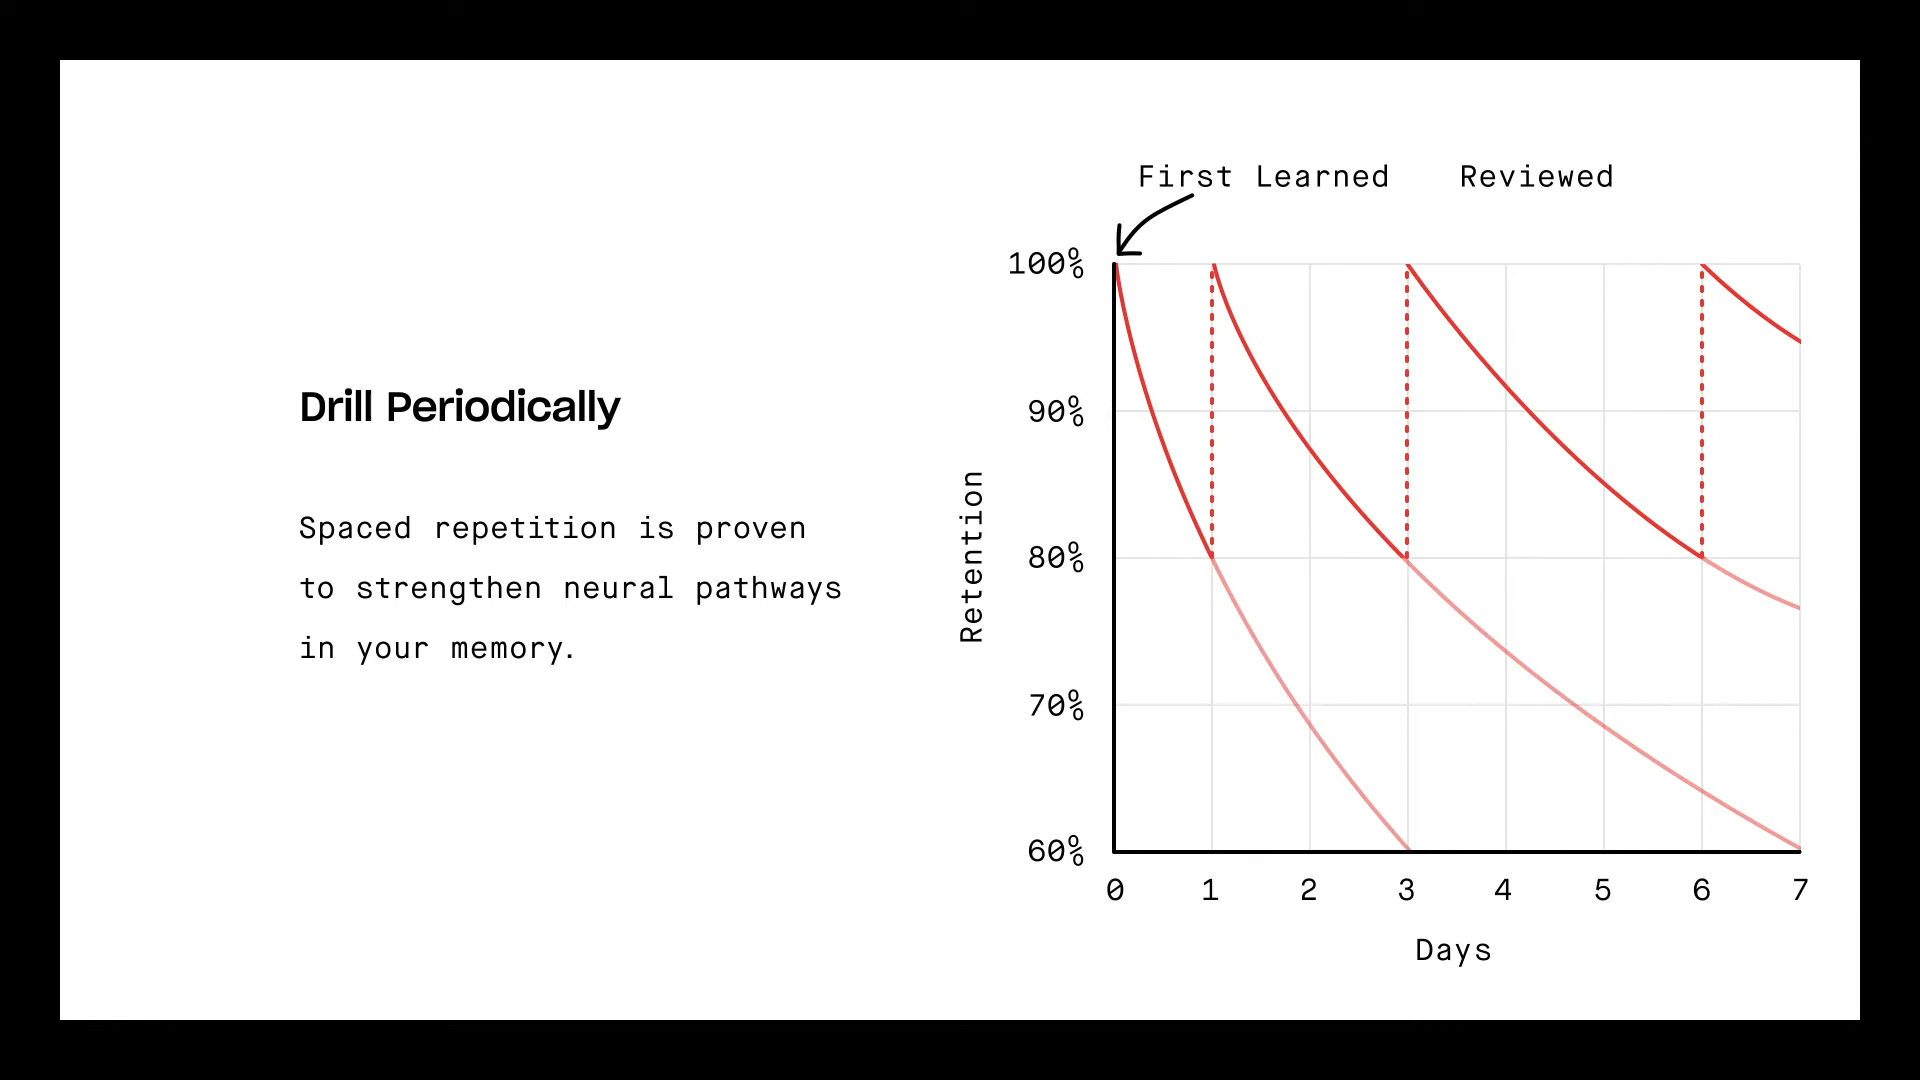 Drill Periodically
Spaced repetition is proven
to strengthen neural pathways
in your memory.
First Learned
Reviewed
Retention
100%
90%
80%
70%
60%
0 1 2 3 4 5 6 7
Days